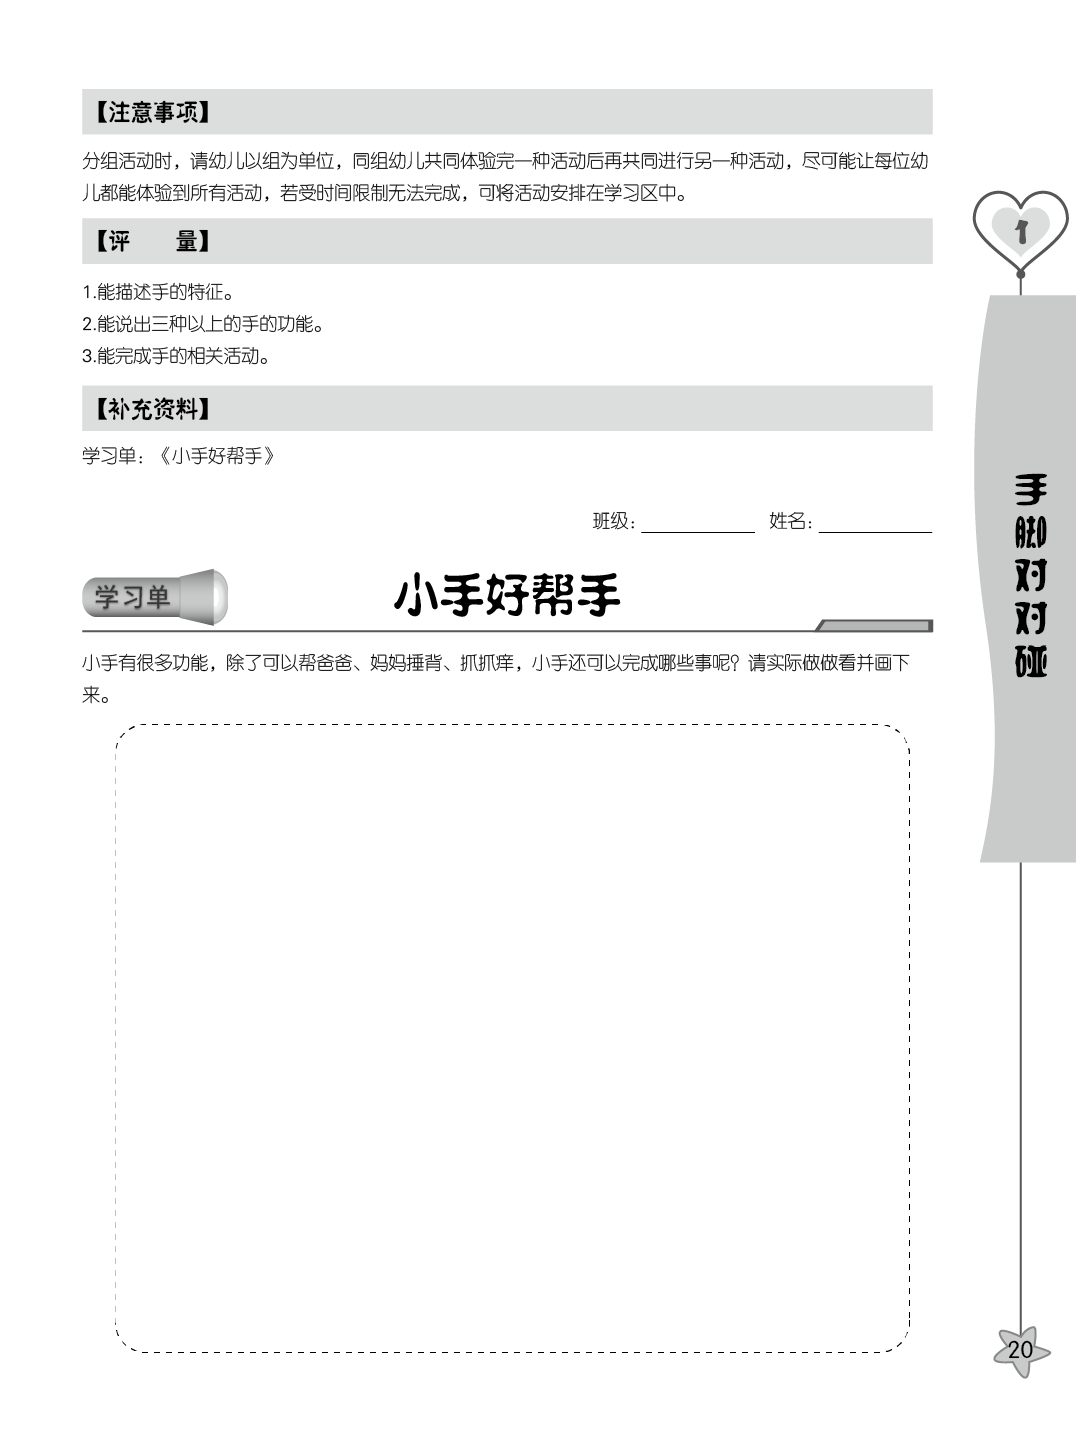 【注意事项】
分组活动时，请幼儿以组为单位，同组幼儿共同体验完一种活动后再共同进行另一种活动，尽可能让每位幼
儿都能体验到所有活动，若受时间限制无法完成，可将活动安排在学习区中。
【评　　量】
1.能描述手的特征。
2.能说出三种以上的手的功能。
3.能完成手的相关活动。
【补充资料】
学习单：《小手好帮手》
班级：　姓名：
学习单
小手好帮手
小手有很多功能，除了可以帮爸爸、妈妈捶背、抓抓痒，小手还可以完成哪些事呢？请实际做做看并画下
来。
1
手脚对对碰
20